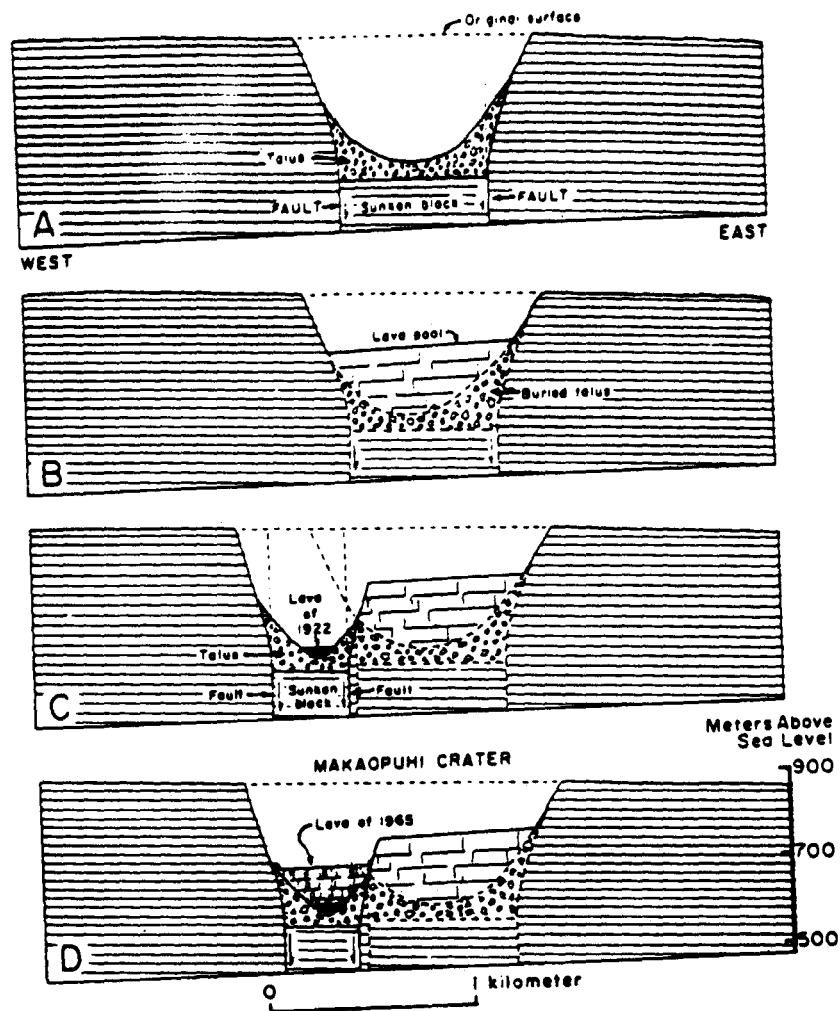 Original surface
Talus
FAULT
Sunken block
FAULT
A
WEST
EAST
Lava pool
Buried talus
B
Lava
of
1922
Talus
Fault
Sunken
block
Fault
C
Meters Above
Sea Level
MAKAOPUHI CRATER
900
Lava of 1965
700
500
D
0
1 kilometer